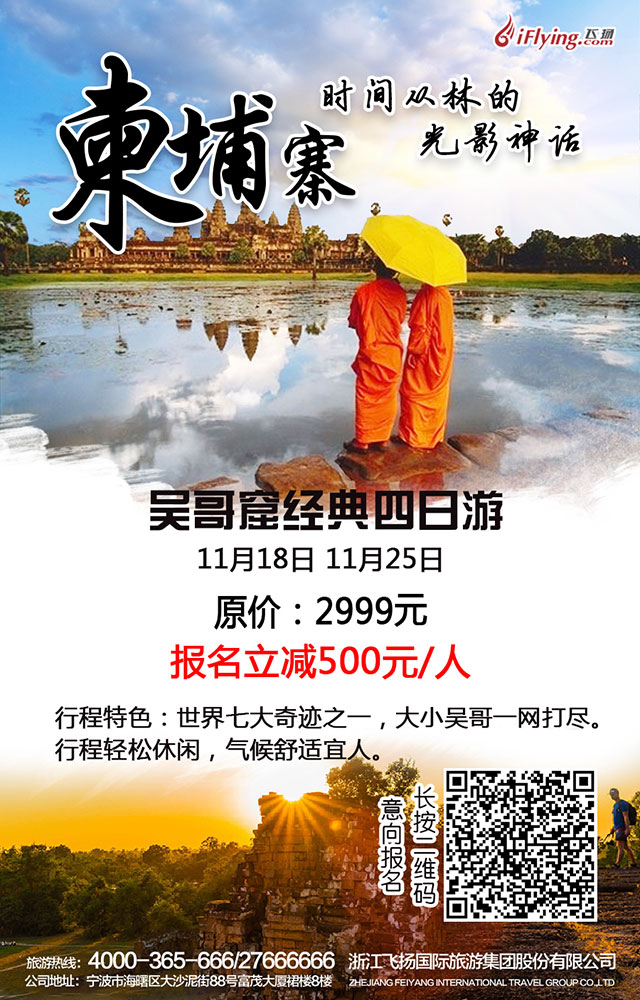 iFlying.com飞扬
柬埔寨
时间丛林的
光影神话
吴哥窟经典四日游
11月18日 11月25日
原价：2999元
报名立减500元/人
行程特色：世界七大奇迹之一，大小吴哥一网打尽。
行程轻松休闲，气候舒适宜人。
长按二维码
意向报名
旅游热线：4000-365-666/27666666
浙江飞扬国际旅游集团股份有限公司
公司地址：宁波市海曙区大沙泥街88号富茂大厦裙楼8楼
ZHEJIANG FEIYANG INTERNATIONAL TRAVEL GROUP CO.,LTD